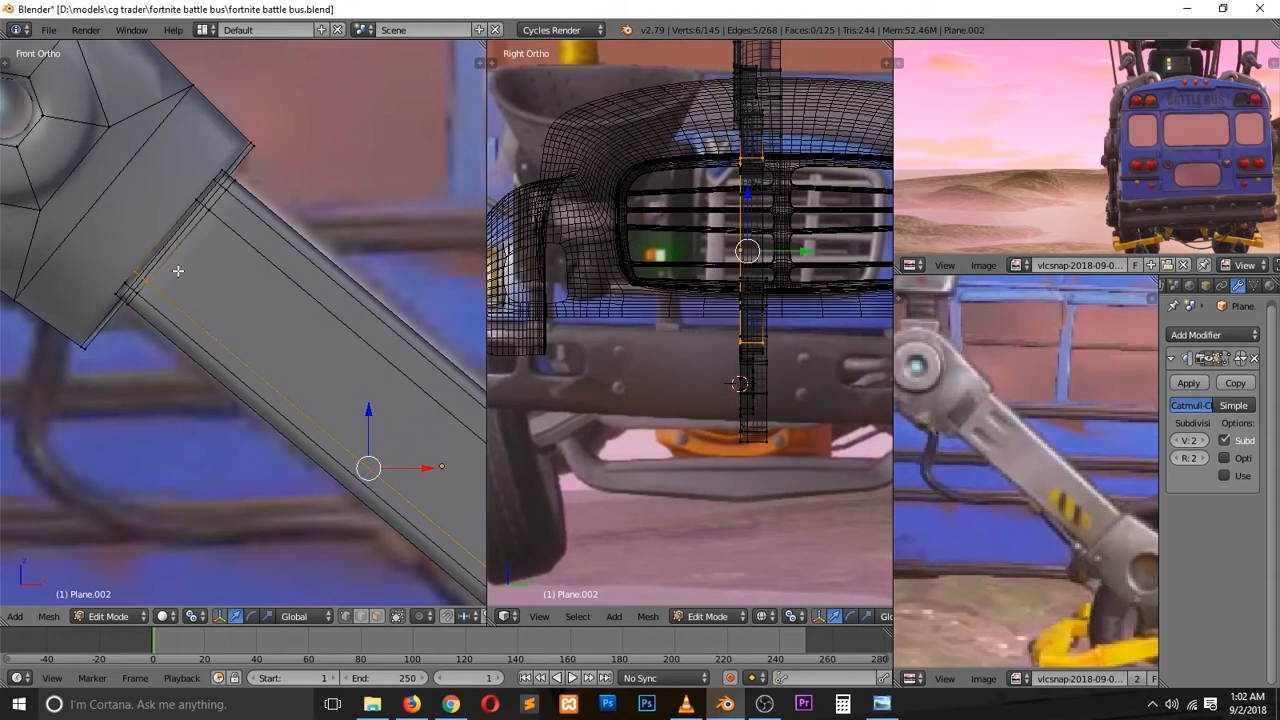 Blender* [D:\models\cg trader\fortnite battle bus\fortnite battle bus.blend]
File Render Window Help Default Scene Cycles Render v2.79 | Verts:6/145 | Edges:5/268 | Faces:0/125 | Tris:244 | Mem:52.46M | Plane.002
Front Ortho
Right Ortho
BATTLE BUS
View Image vlcsnap-2018-09-0... F View
Plane.
Add Modifier
Apply Copy
Catmull-Cl Simple
Subdivisi Options:
V: 2 Subd
R: 2 Opti
Use
(1) Plane.002
(1) Plane.002
Add Mesh Edit Mode Global
View Select Add Mesh Edit Mode Gl
-40 -20 0 20 40 60 80 100 120 140 160 180 200 220 240 260 280
View Marker Frame Playback Start: 1 End: 250 1 No Sync
View Image vlcsnap-2018-09-0... 2 F
I'm Cortana. Ask me anything.
1:02 AM
9/2/2018